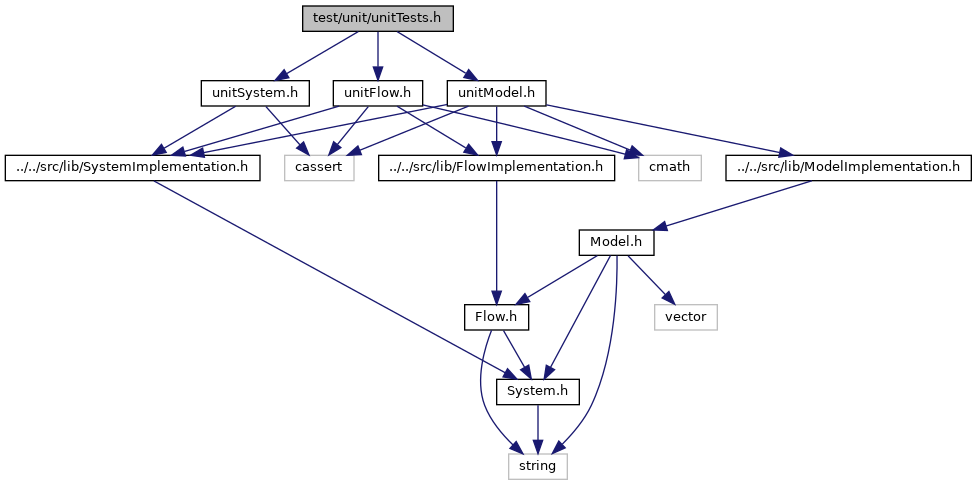 test/unit/unitTests.h
unitSystem.h
unitFlow.h
unitModel.h
../../src/lib/SystemImplementation.h
cassert
../../src/lib/FlowImplementation.h
cmath
../../src/lib/ModelImplementation.h
Model.h
Flow.h
vector
System.h
string